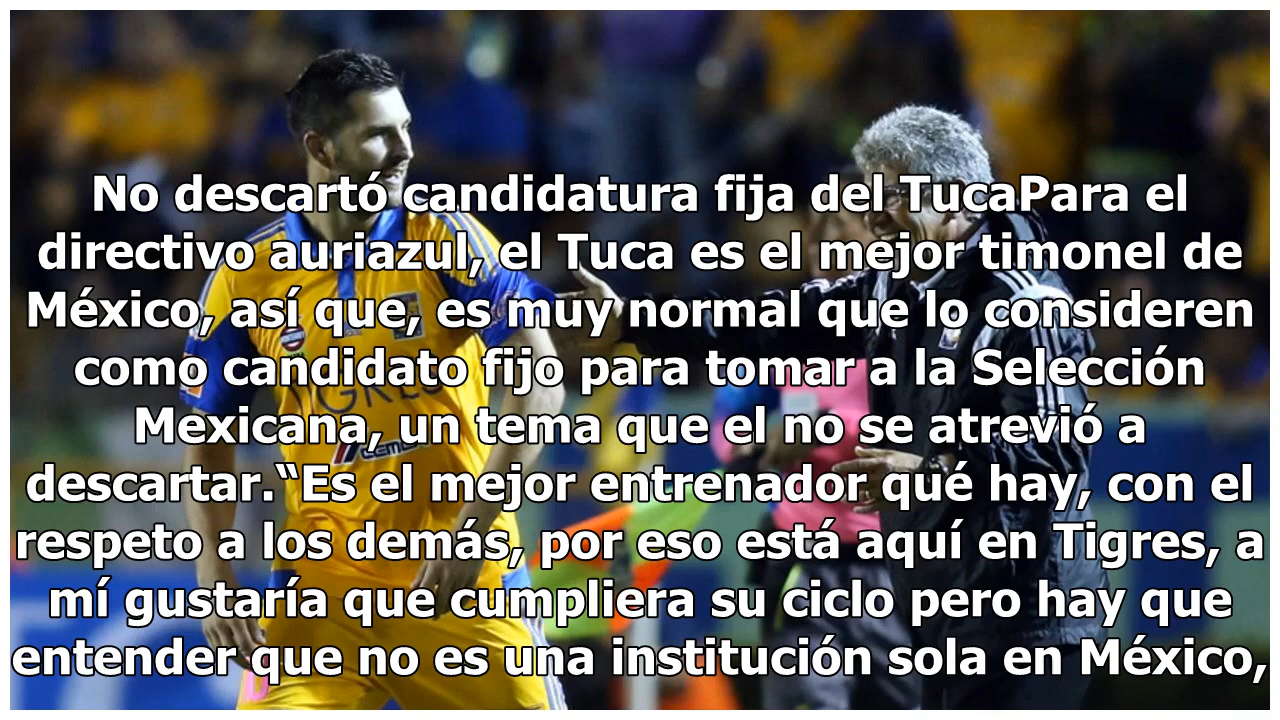 No descartó candidatura fija del TucaPara el
directivo auriazul, el Tuca es el mejor timonel de
México, así que, es muy normal que lo consideren
como candidato fijo para tomar a la Selección
Mexicana, un tema que el no se atrevió a
descartar.“Es el mejor entrenador qué hay, con el
respeto a los demás, por eso está aquí en Tigres, a
mí gustaría que cumpliera su ciclo pero hay que
entender que no es una institución sola en México,